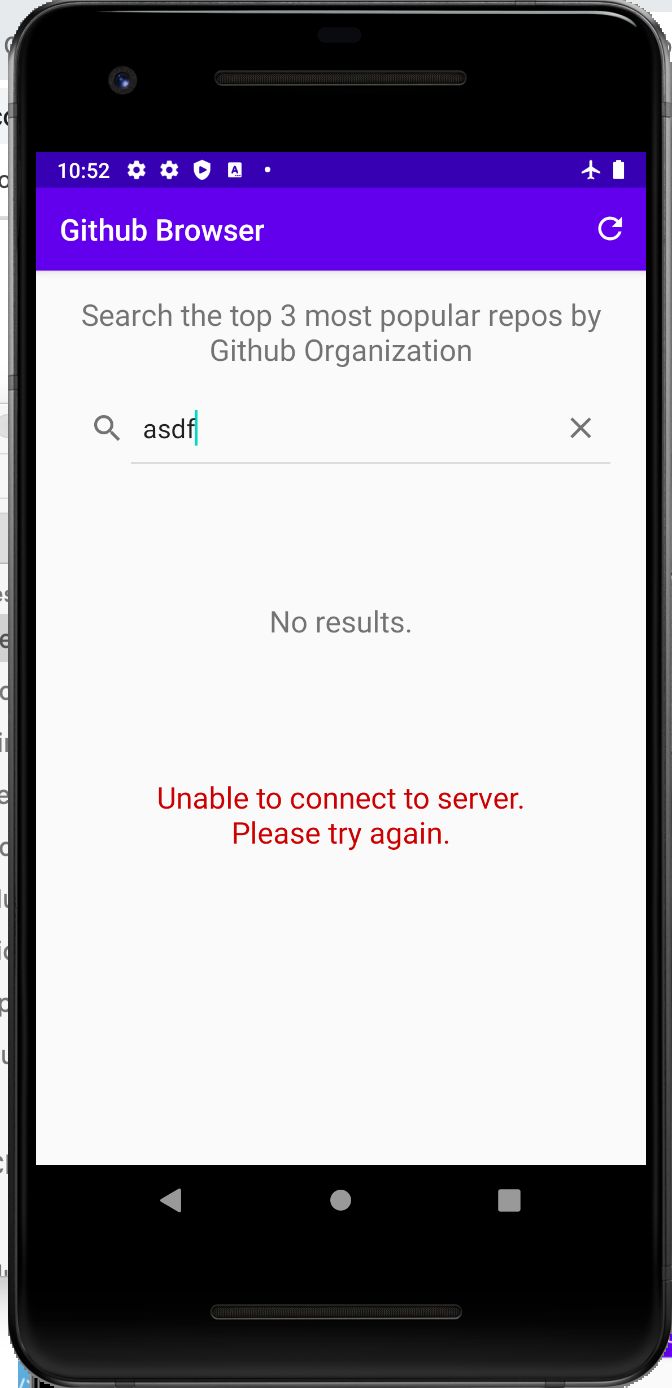 10:52
Github Browser
Search the top 3 most popular repos by
Github Organization
asdf
No results.
Unable to connect to server.
Please try again.